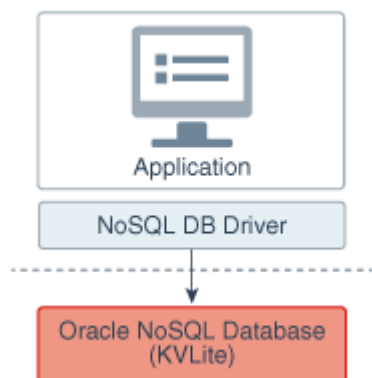 Application
NoSQL DB Driver
Oracle NoSQL Database
(KVLite)